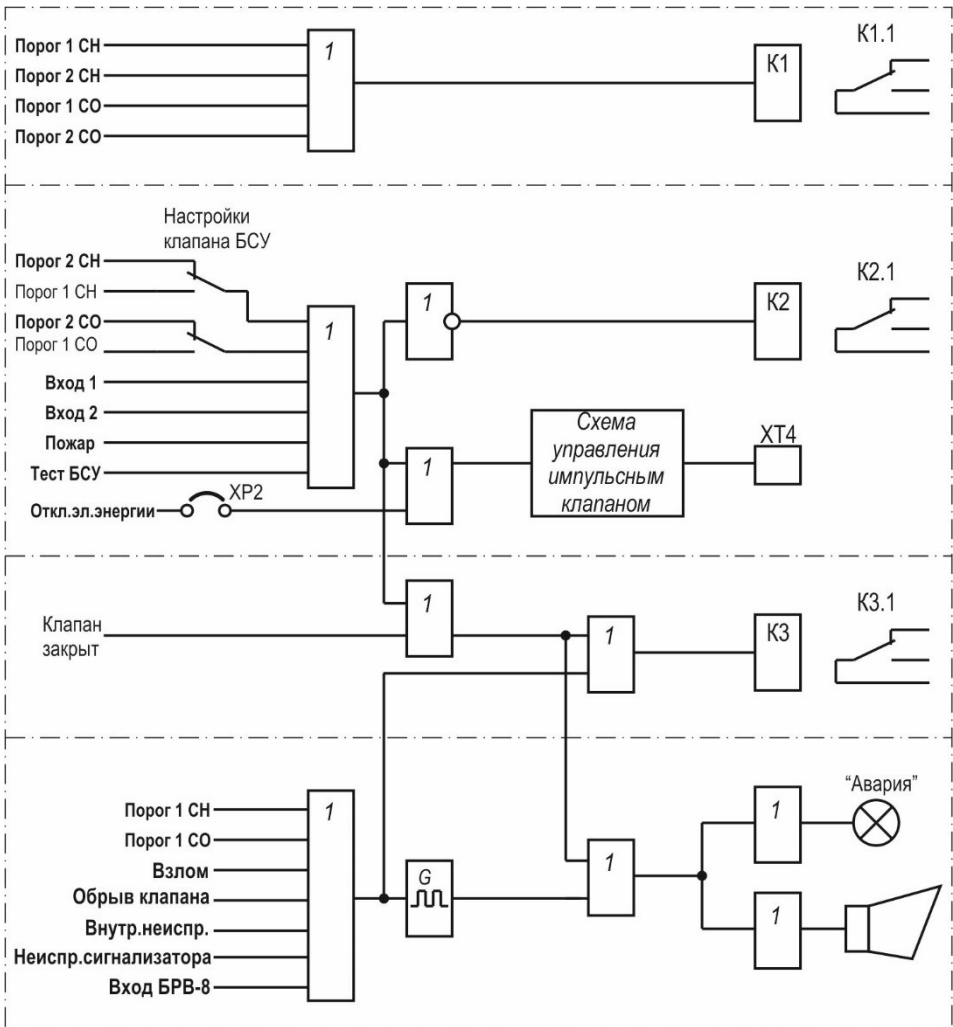 Порог 1 СН
Порог 2 СН
Порог 1 СО
Порог 2 СО
1
К1
К1.1
Настройки
клапана БСУ
Порог 2 СН
Порог 1 СН
Порог 2 СО
Порог 1 СО
Вход 1
Вход 2
Пожар
Тест БСУ
Откл.эл.энергии
ХР2
1
1
К2
К2.1
1
Схема
управления
импульсным
клапаном
ХТ4
Клапан
закрыт
1
1
К3
К3.1
Порог 1 СН
Порог 1 СО
Взлом
Обрыв клапана
Внутр.неиспр.
Неиспр.сигнализатора
Вход БРВ-8
1
G
1
1
“Авария”
1